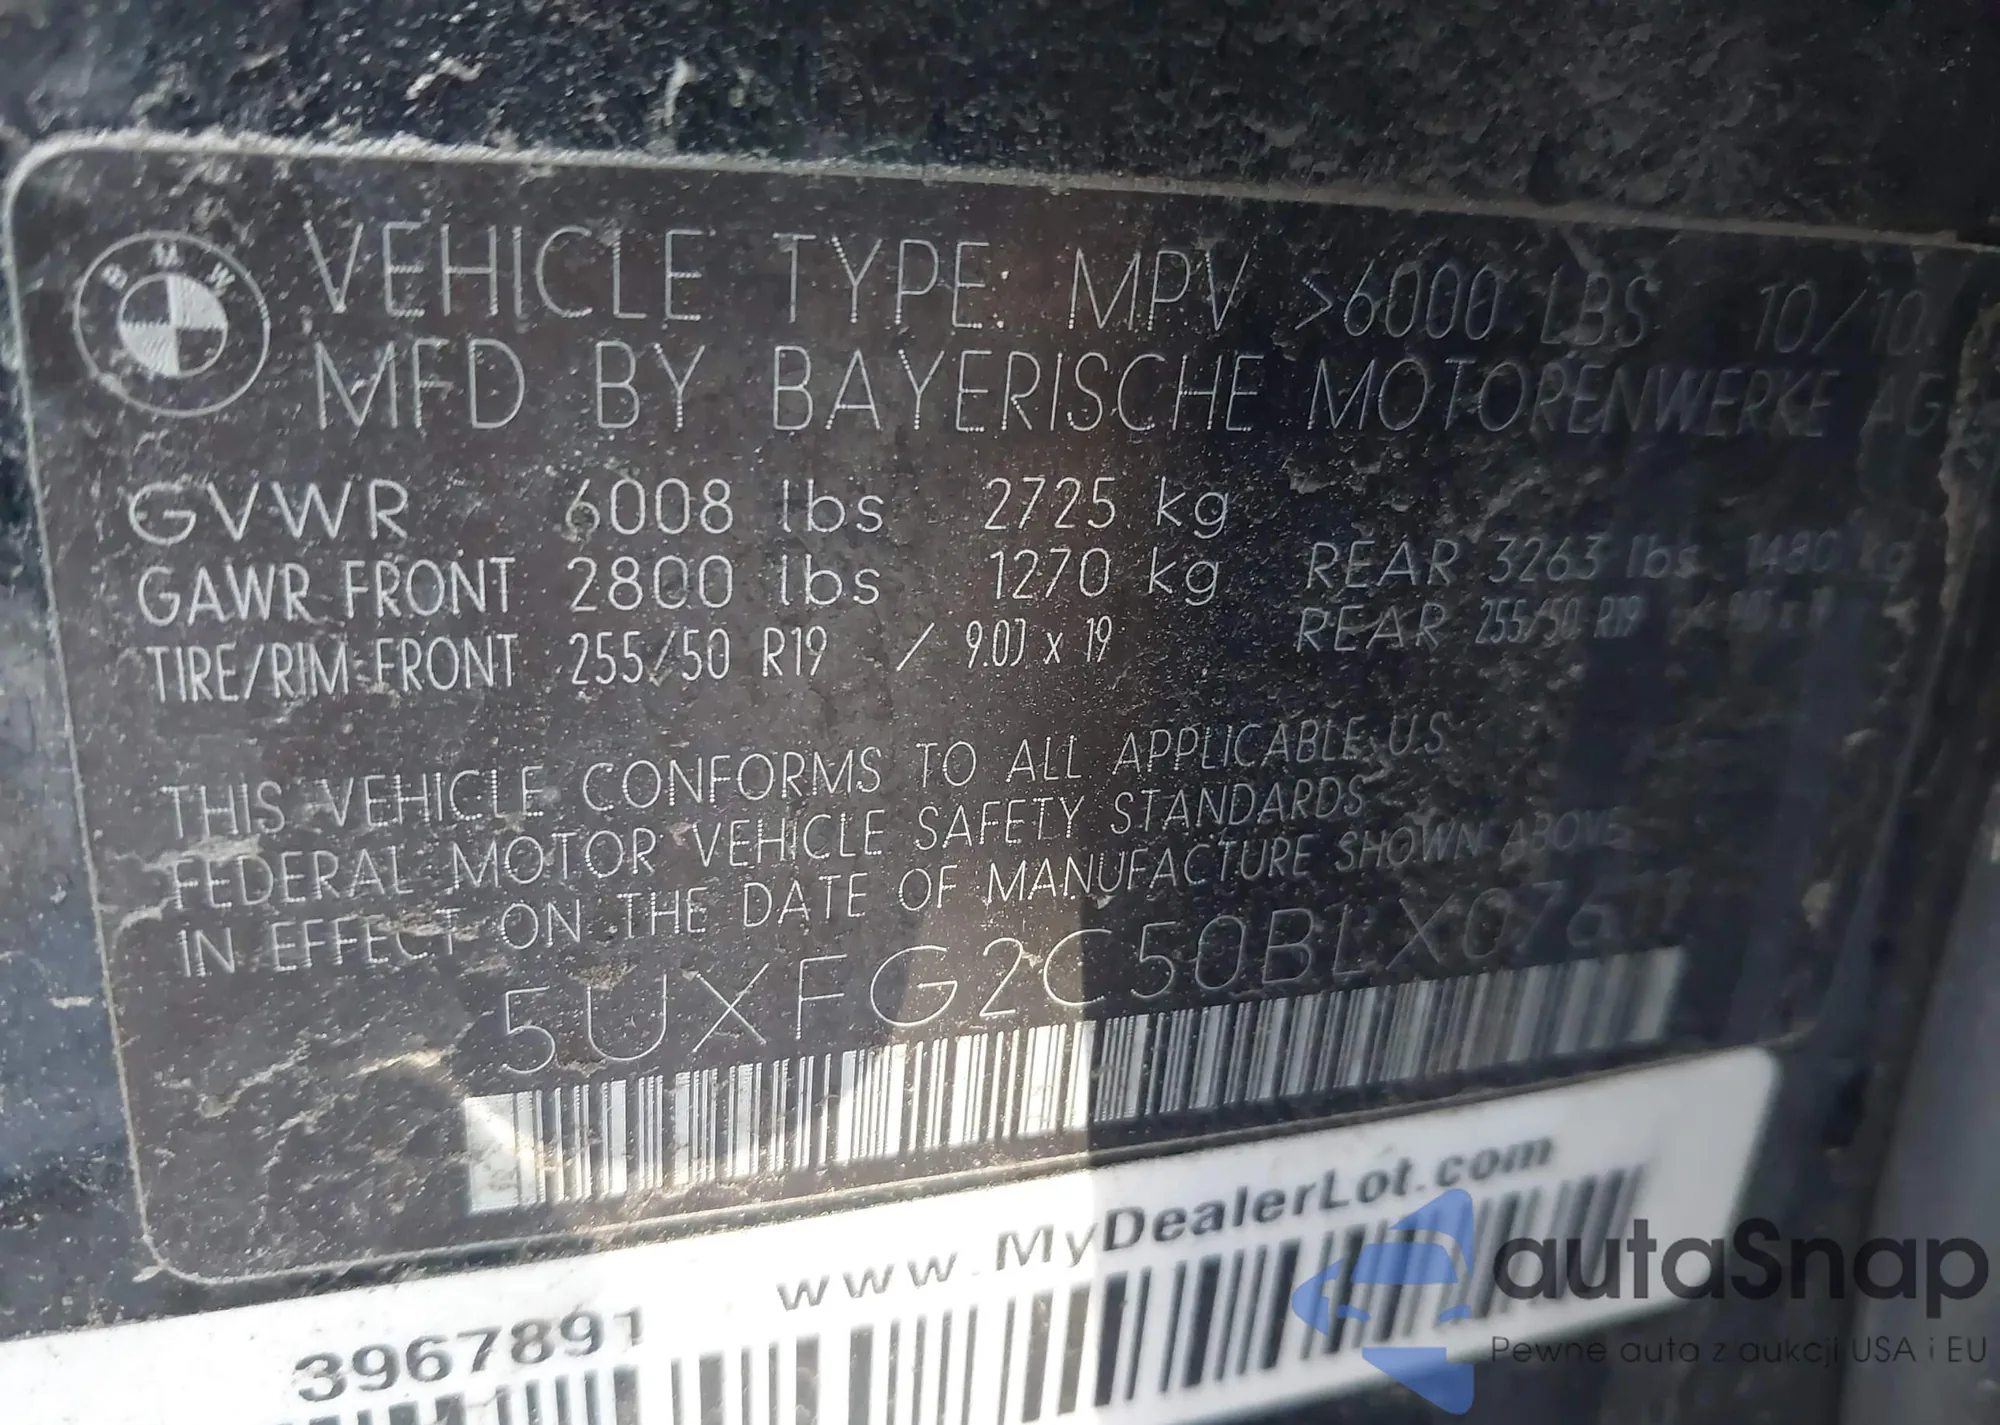 BMW
VEHICLE TYPE: MPV >6000 LBS 10/10
MFD BY BAYERISCHE MOTORENWERKE AG
GVWR 6008 lbs 2725 kg
GAWR FRONT 2800 lbs 1270 kg REAR 3263 lbs 1480 kg
TIRE/RIM FRONT 255/50 R19 / 9.0J x 19 REAR 255/50 R19
THIS VEHICLE CONFORMS TO ALL APPLICABLE U.S
FEDERAL MOTOR VEHICLE SAFETY STANDARDS
IN EFFECT ON THE DATE OF MANUFACTURE SHOWN ABOVE
5UXFG2C50BLX07611
www.MyDealerLot.com
3967891
autaSnap
Pewne auta z aukcji USA i EU